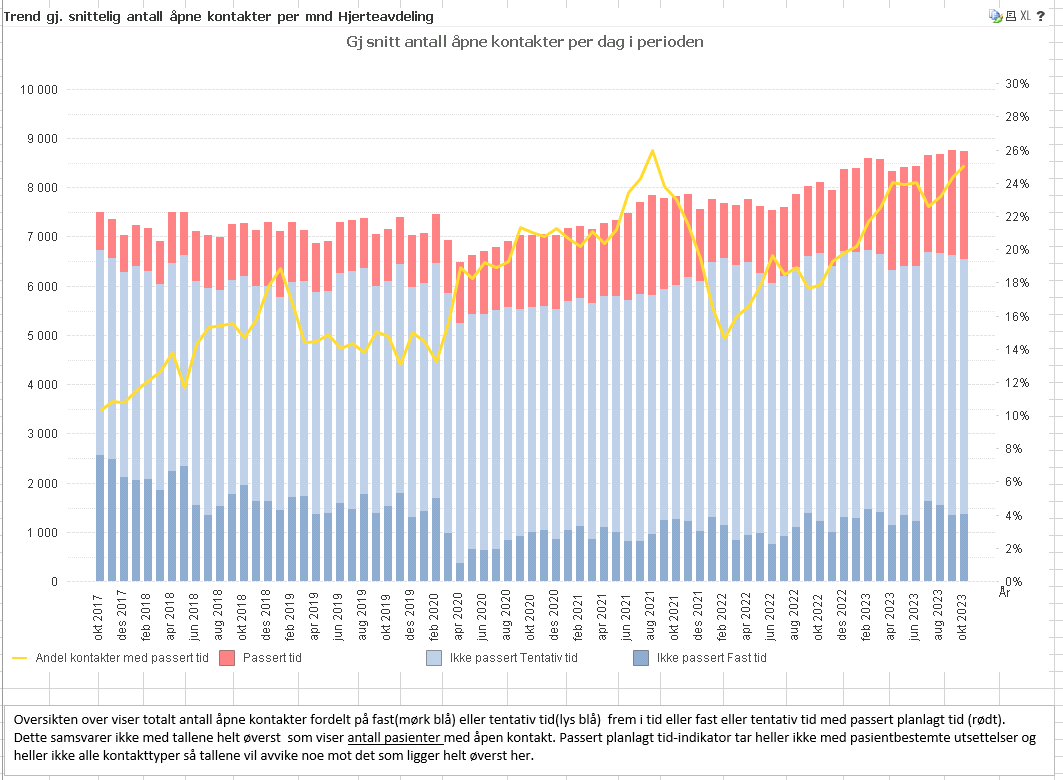 Trend gj. snittelig antall åpne kontakter per mnd Hjerteavdeling
XL ?
Gj snitt antall åpne kontakter per dag i perioden
10 000
9 000
8 000
7 000
6 000
5 000
4 000
3 000
2 000
1 000
0
30%
28%
26%
24%
22%
20%
18%
16%
14%
12%
10%
8%
6%
4%
2%
0%
År
okt 2017
des 2017
feb 2018
apr 2018
jun 2018
aug 2018
okt 2018
des 2018
feb 2019
apr 2019
jun 2019
aug 2019
okt 2019
des 2019
feb 2020
apr 2020
jun 2020
aug 2020
okt 2020
des 2020
feb 2021
apr 2021
jun 2021
aug 2021
okt 2021
des 2021
feb 2022
apr 2022
jun 2022
aug 2022
okt 2022
des 2022
feb 2023
apr 2023
jun 2023
aug 2023
okt 2023
Andel kontakter med passert tid Passert tid Ikke passert Tentativ tid Ikke passert Fast tid
Oversikten over viser totalt antall åpne kontakter fordelt på fast(mørk blå) eller tentativ tid(lys blå) frem i tid eller fast eller tentativ tid med passert planlagt tid (rødt).
Dette samsvarer ikke med tallene helt øverst som viser antall pasienter med åpen kontakt. Passert planlagt tid-indikator tar heller ikke med pasientbestemte utsettelser og
heller ikke alle kontakttyper så tallene vil avvike noe mot det som ligger helt øverst her.